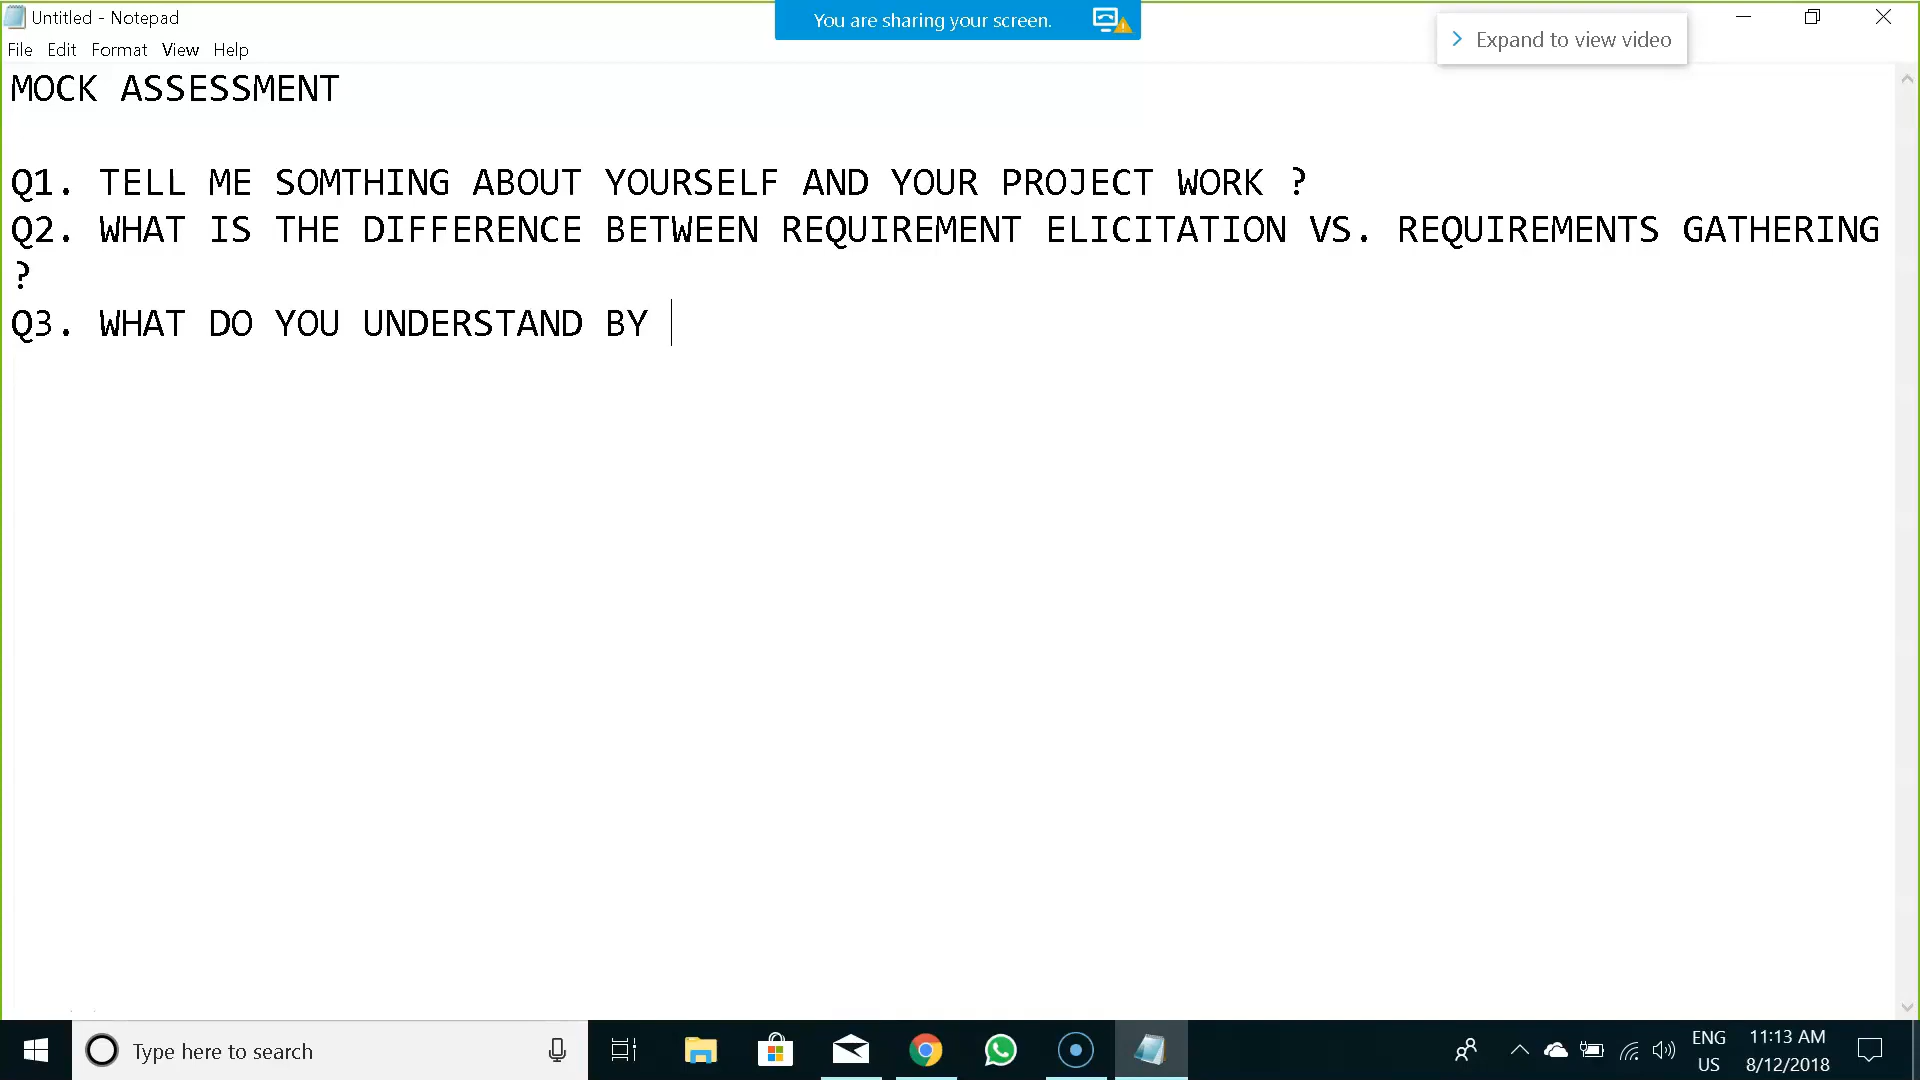 Untitled - Notepad
You are sharing your screen.
Expand to view video
File Edit Format View Help
MOCK ASSESSMENT
Q1. TELL ME SOMTHING ABOUT YOURSELF AND YOUR PROJECT WORK ?
Q2. WHAT IS THE DIFFERENCE BETWEEN REQUIREMENT ELICITATION VS. REQUIREMENTS GATHERING
?
Q3. WHAT DO YOU UNDERSTAND BY
Type here to search
ENG
US
11:13 AM
8/12/2018